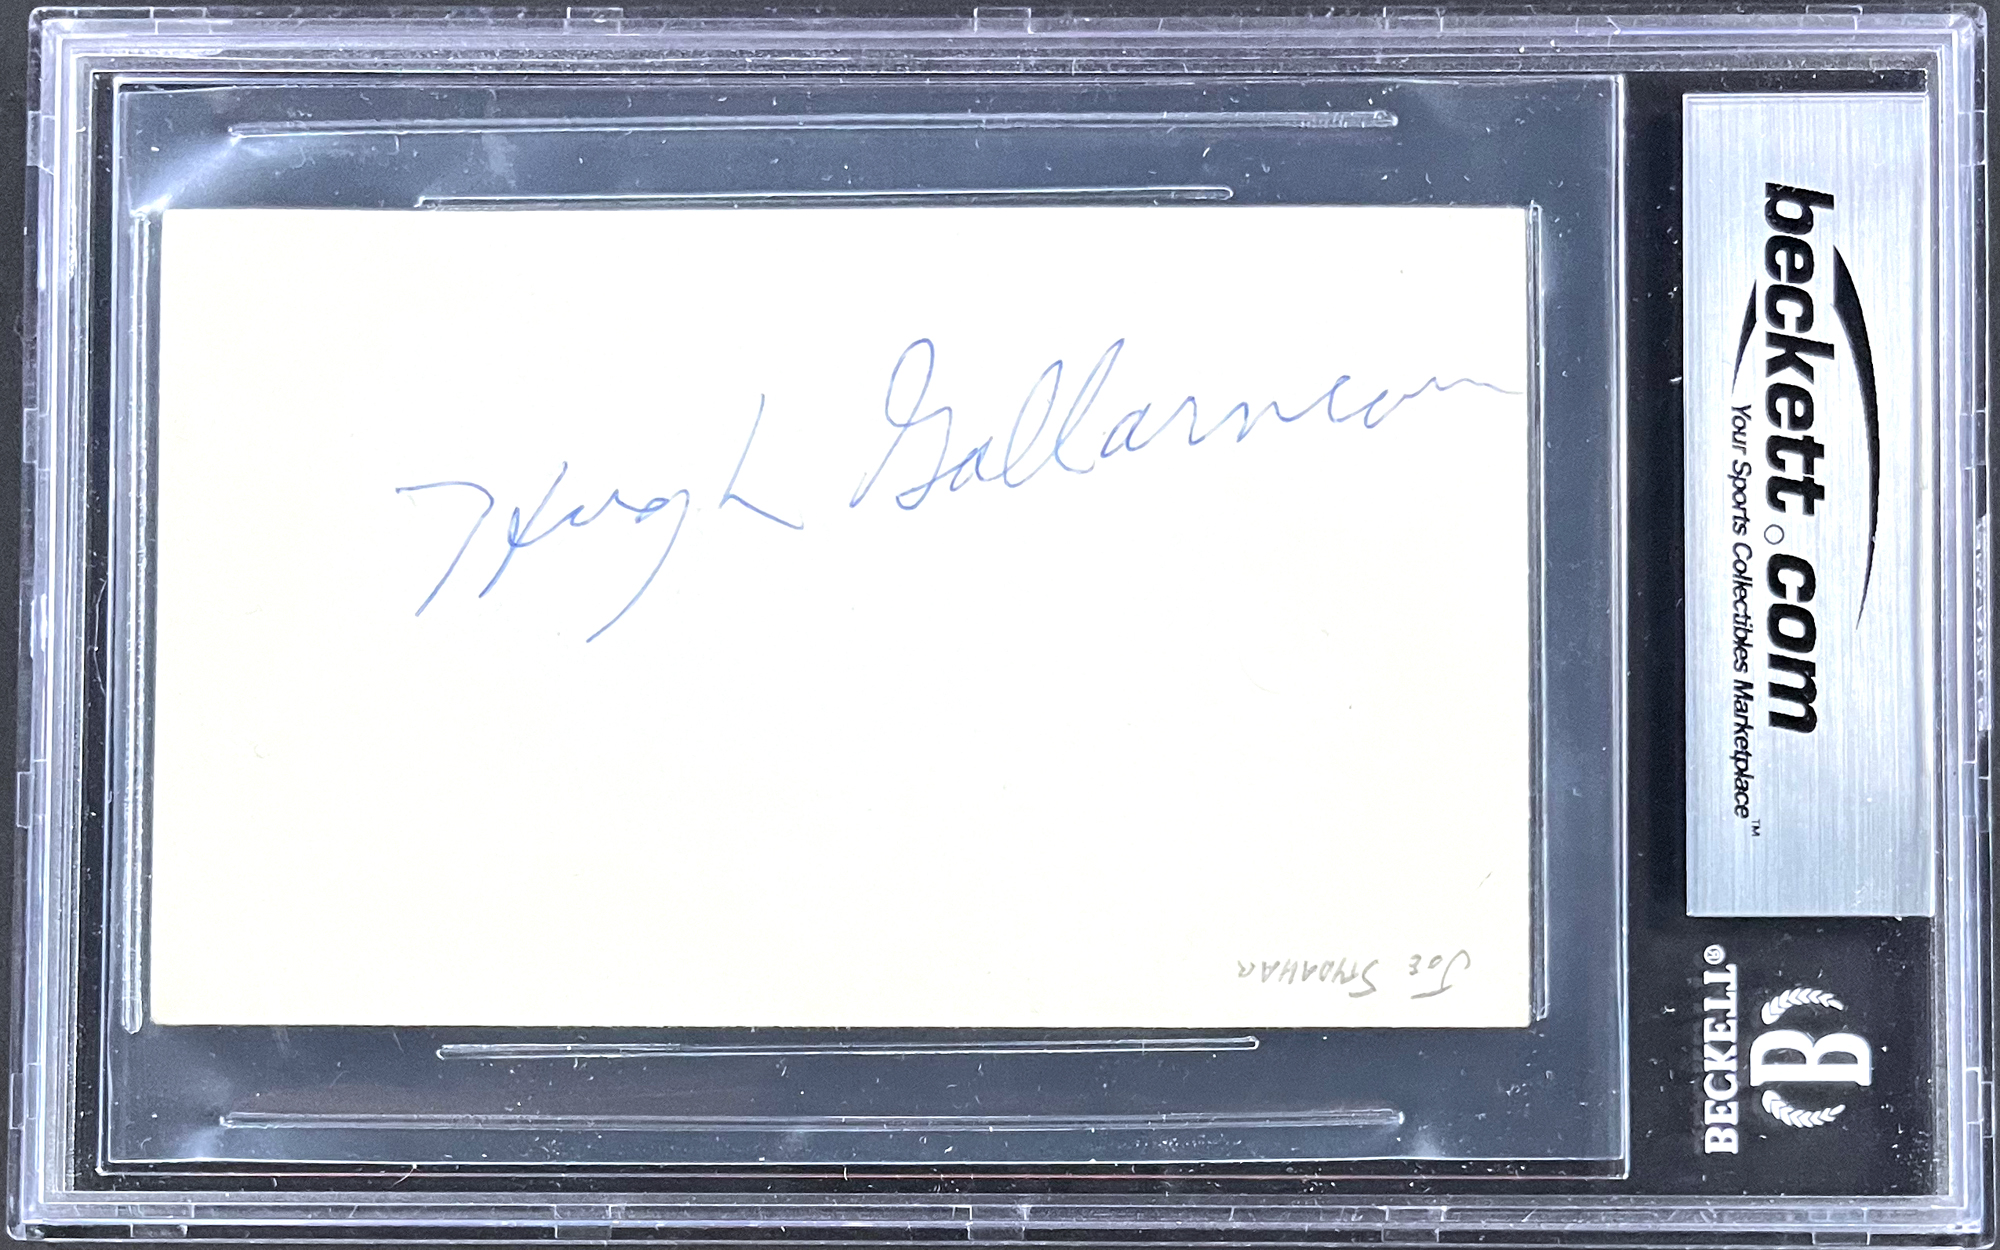 Hugh Gallarneau
JOE STYDAHAR
beckett.com
Your Sports Collectibles Marketplace™
BECKETT®
B